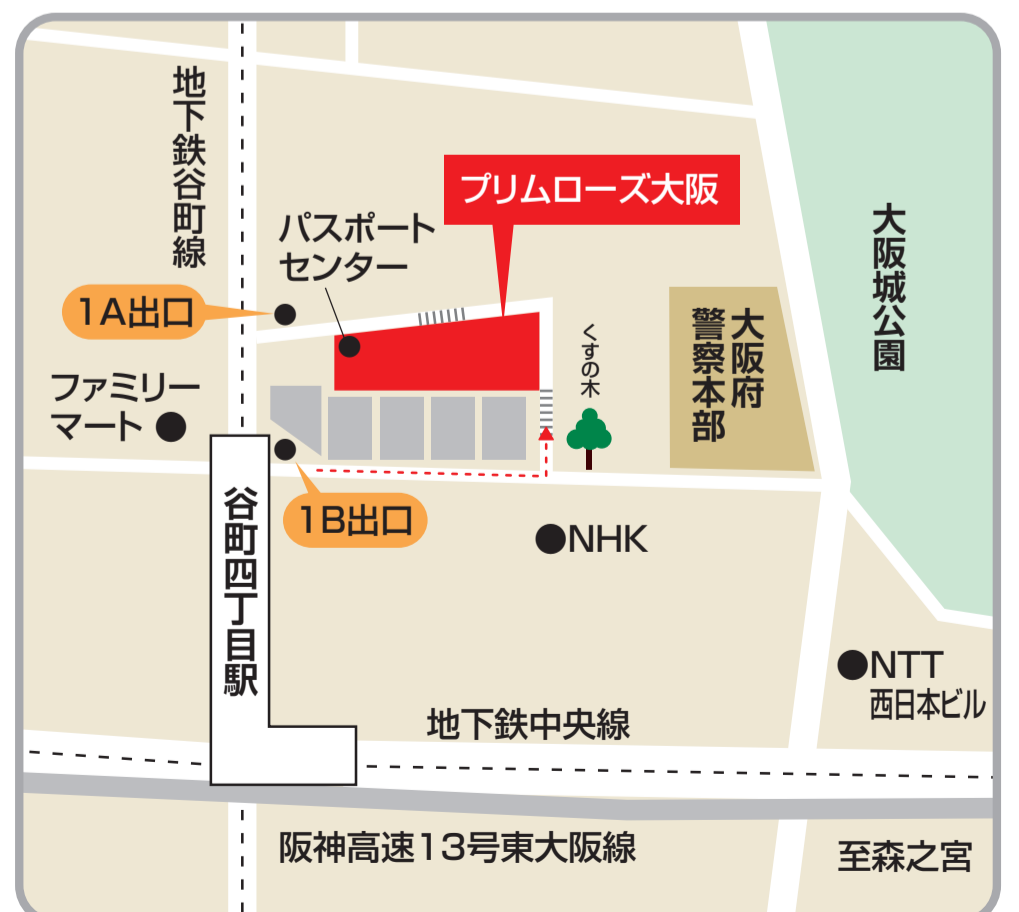 地下鉄谷町線
プリムローズ大阪
パスポート
センター
1A出口
大阪城公園
くすの木
大阪府
警察本部
ファミリー
マート
1B出口
谷町四丁目駅
NHK
NTT
西日本ビル
地下鉄中央線
阪神高速13号東大阪線
至森之宮